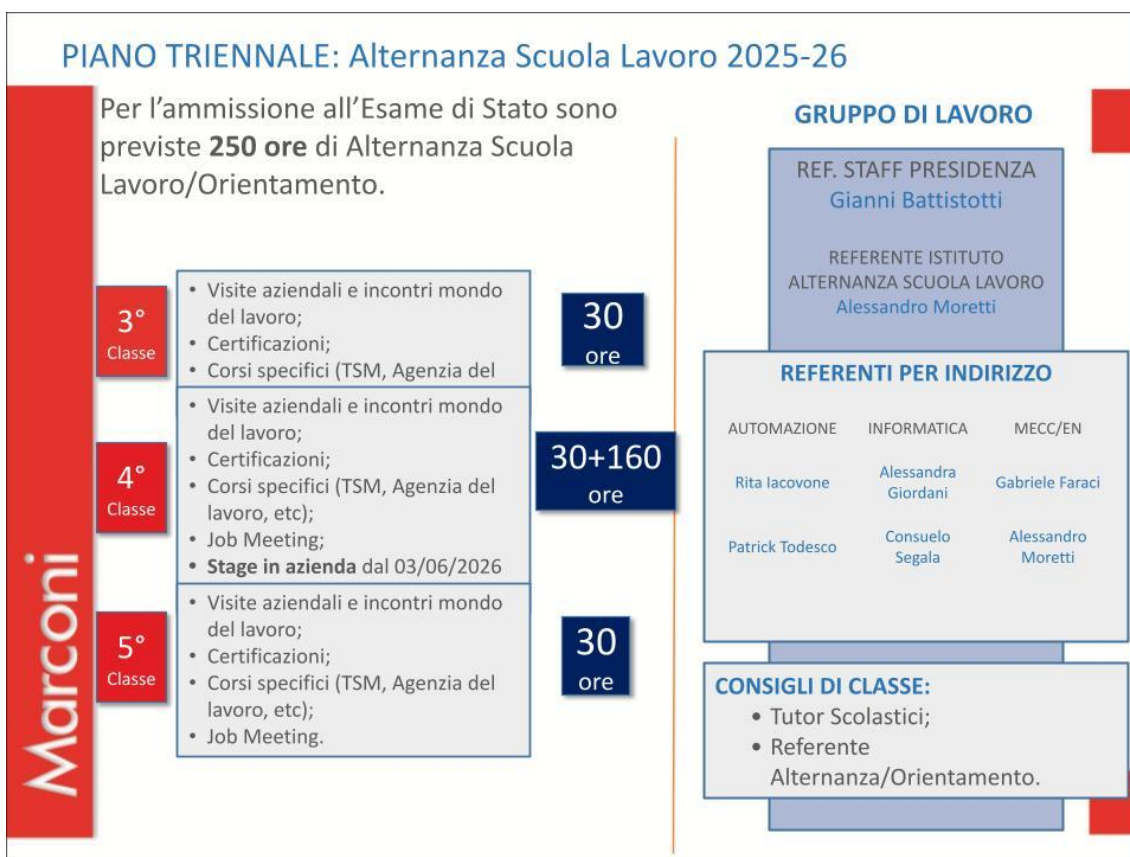 PIANO TRIENNALE: Alternanza Scuola Lavoro 2025-26
Per l'ammissione all'Esame di Stato sono
previste 250 ore di Alternanza Scuola
Lavoro/Orientamento.
3°
Classe
• Visite aziendali e incontri mondo
del lavoro;
• Certificazioni;
• Corsi specifici (TSM, Agenzia del
30
ore
4°
Classe
• Visite aziendali e incontri mondo
del lavoro;
• Certificazioni;
• Corsi specifici (TSM, Agenzia del
lavoro, etc);
• Job Meeting;
• Stage in azienda dal 03/06/2026
30+160
ore
5°
Classe
• Visite aziendali e incontri mondo
del lavoro;
• Certificazioni;
• Corsi specifici (TSM, Agenzia del
lavoro, etc);
• Job Meeting.
30
ore
Marconi
GRUPPO DI LAVORO
REF. STAFF PRESIDENZA
Gianni Battistotti
REFERENTE ISTITUTO
ALTERNANZA SCUOLA LAVORO
Alessandro Moretti
REFERENTI PER INDIRIZZO
AUTOMAZIONE INFORMATICA MECC/EN
Rita Iacovone Alessandra Giordani Gabriele Faraci
Patrick Todesco Consuelo Segala Alessandro Moretti
CONSIGLI DI CLASSE:
• Tutor Scolastici;
• Referente
Alternanza/Orientamento.